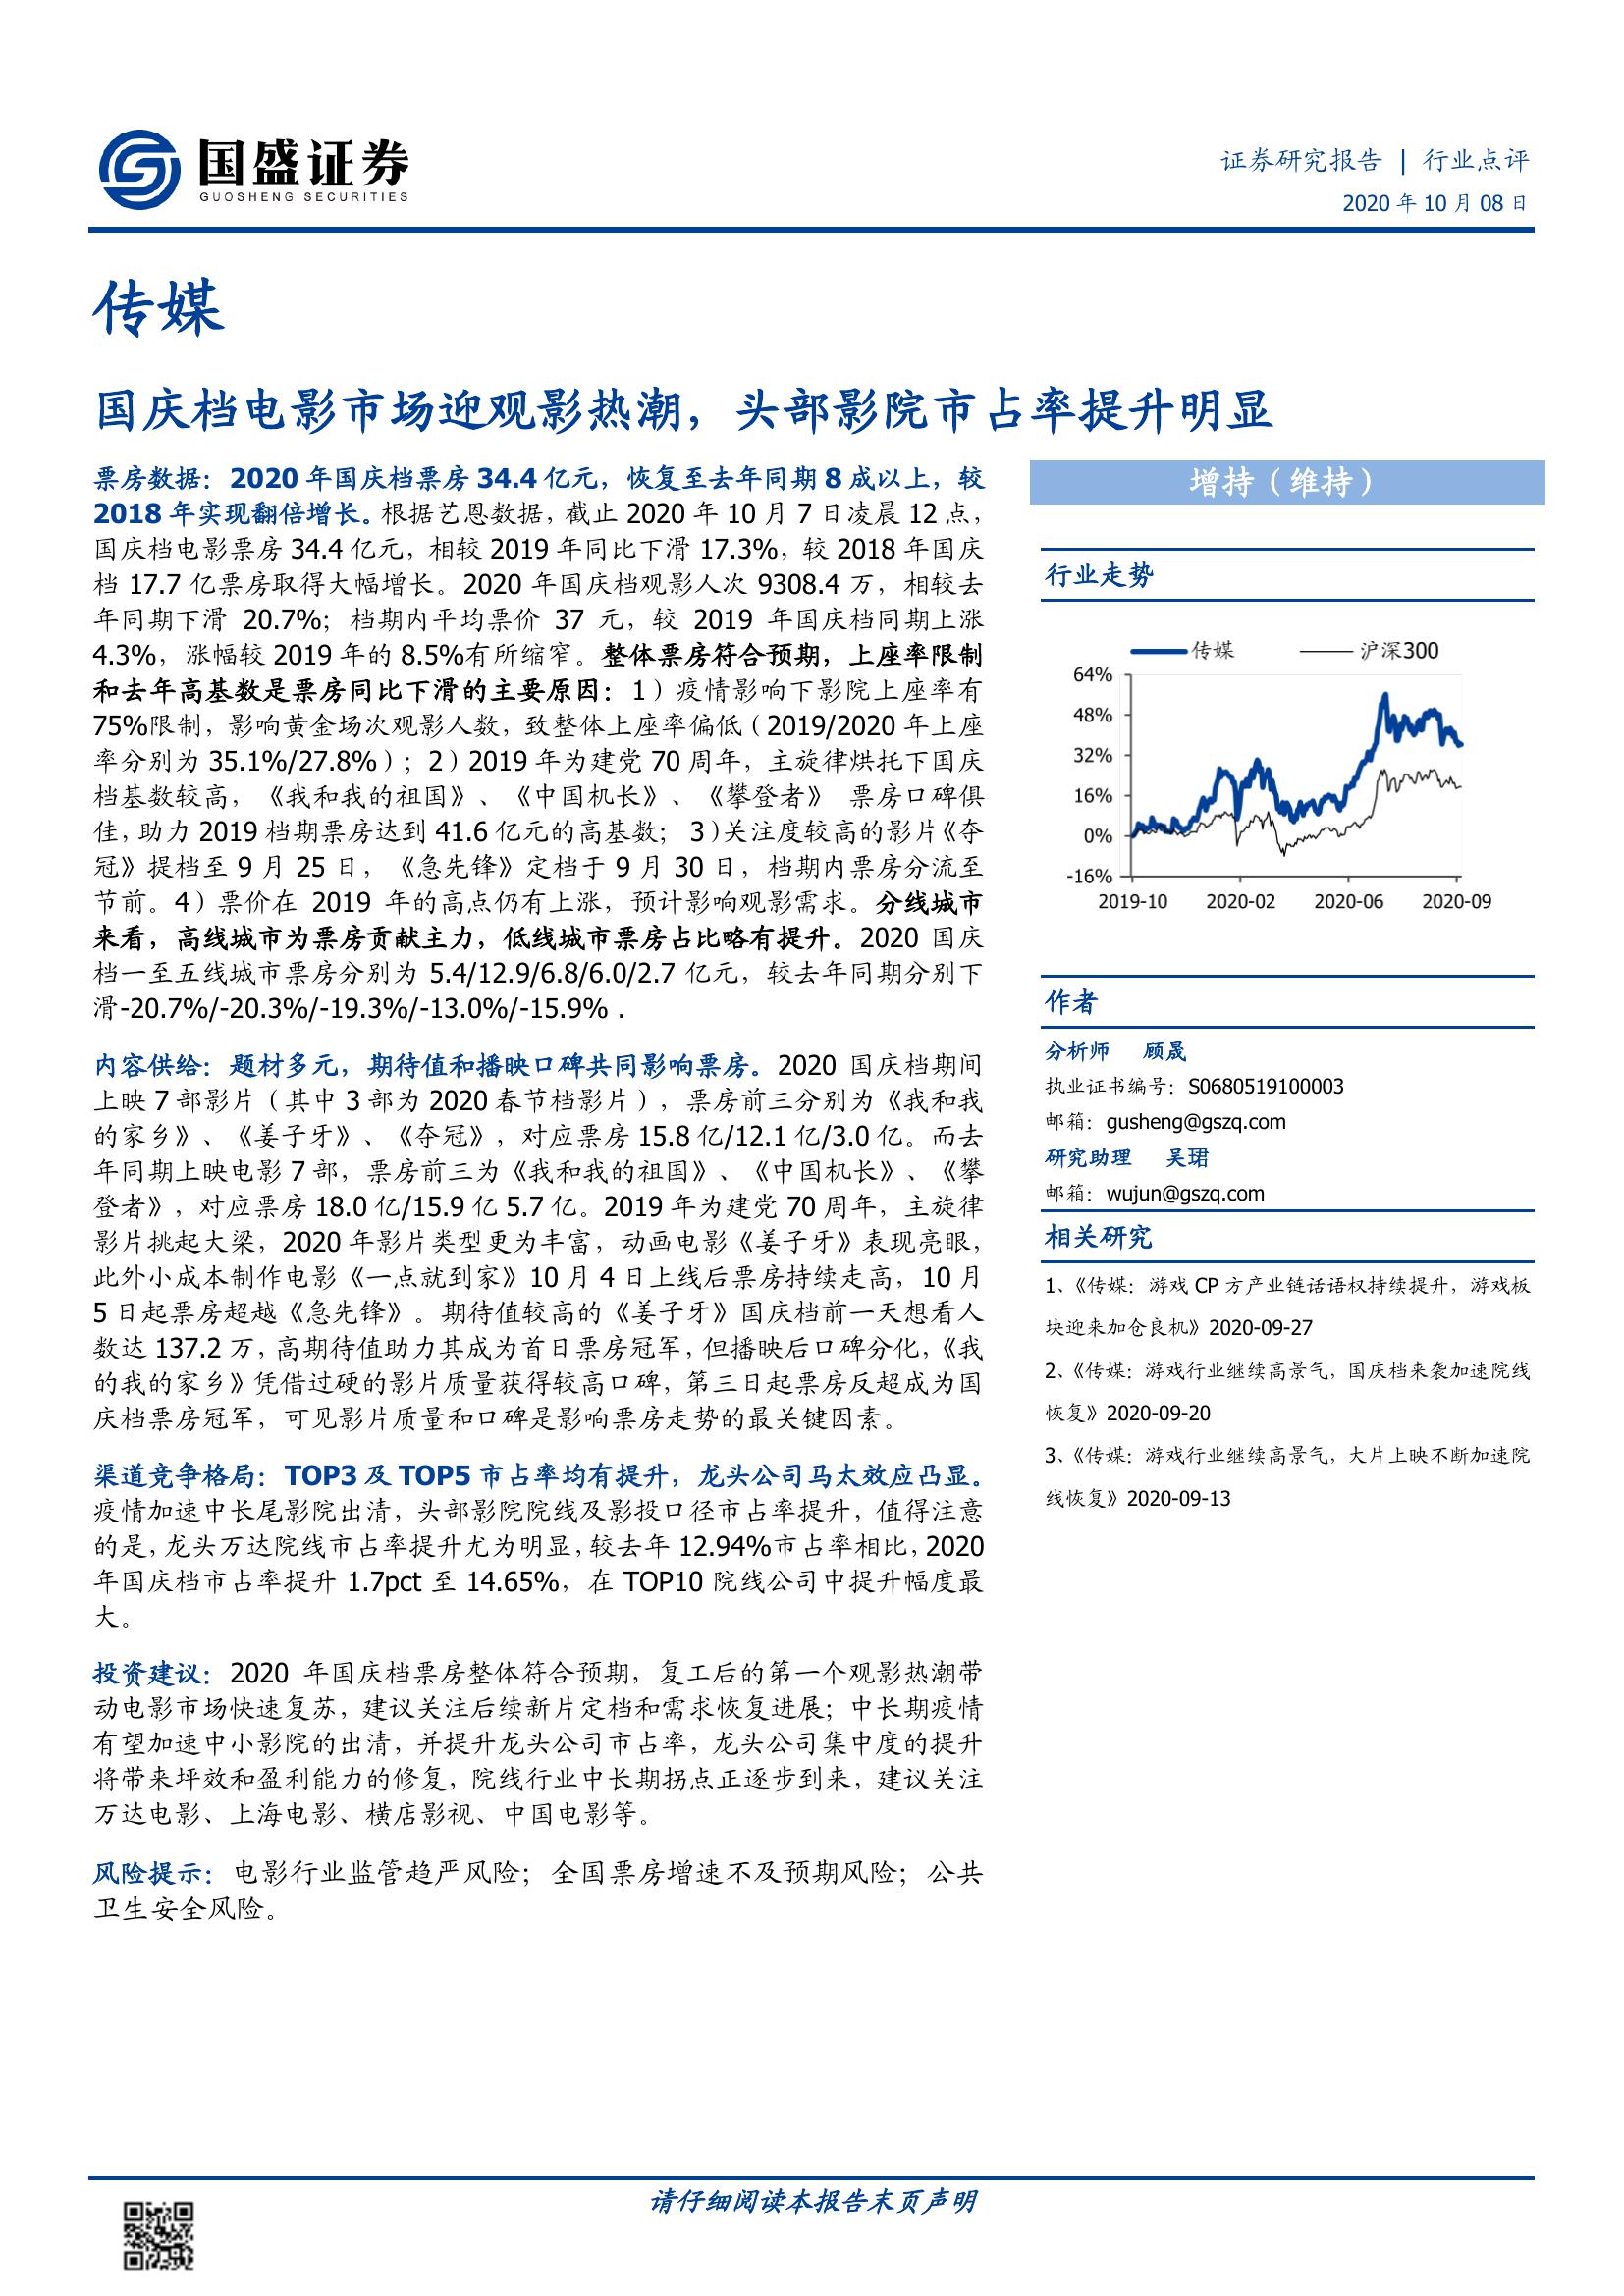 国盛证券
GUOSHENG SECURITIES
证券研究报告 | 行业点评
2020 年 10 月 08 日
传媒
国庆档电影市场迎观影热潮，头部影院市占率提升明显
票房数据：2020 年国庆档票房 34.4 亿元，恢复至去年同期 8 成以上，较
2018 年实现翻倍增长。根据艺恩数据，截止 2020 年 10 月 7 日凌晨 12 点，
国庆档电影票房 34.4 亿元，相较 2019 年同比下滑 17.3%，较 2018 年国庆
档 17.7 亿票房取得大幅增长。2020 年国庆档观影人次 9308.4 万，相较去
年同期下滑 20.7%；档期内平均票价 37 元，较 2019 年国庆档同期上涨
4.3%，涨幅较 2019 年的 8.5%有所缩窄。整体票房符合预期，上座率限制
和去年高基数是票房同比下滑的主要原因：1）疫情影响下影院上座率有
75%限制，影响黄金场次观影人数，致整体上座率偏低（2019/2020 年上座
率分别为 35.1%/27.8%）；2）2019 年为建党 70 周年，主旋律烘托下国庆
档基数较高，《我和我的祖国》、《中国机长》、《攀登者》 票房口碑俱
佳，助力 2019 档期票房达到 41.6 亿元的高基数； 3）关注度较高的影片《夺
冠》提档至 9 月 25 日，《急先锋》定档于 9 月 30 日，档期内票房分流至
节前。4）票价在 2019 年的高点仍有上涨，预计影响观影需求。分线城市
来看，高线城市为票房贡献主力，低线城市票房占比略有提升。2020 国庆
档一至五线城市票房分别为 5.4/12.9/6.8/6.0/2.7 亿元，较去年同期分别下
滑-20.7%/-20.3%/-19.3%/-13.0%/-15.9% .
内容供给：题材多元，期待值和播映口碑共同影响票房。2020 国庆档期间
上映 7 部影片（其中 3 部为 2020 春节档影片），票房前三分别为《我和我
的家乡》、《姜子牙》、《夺冠》，对应票房 15.8 亿/12.1 亿/3.0 亿。而去
年同期上映电影 7 部，票房前三为《我和我的祖国》、《中国机长》、《攀
登者》，对应票房 18.0 亿/15.9 亿 5.7 亿。2019 年为建党 70 周年，主旋律
影片挑起大梁，2020 年影片类型更为丰富，动画电影《姜子牙》表现亮眼，
此外小成本制作电影《一点就到家》10 月 4 日上线后票房持续走高，10 月
5 日起票房超越《急先锋》。期待值较高的《姜子牙》国庆档前一天想看人
数达 137.2 万，高期待值助力其成为首日票房冠军，但播映后口碑分化，《我
的我的家乡》凭借过硬的影片质量获得较高口碑，第三日起票房反超成为国
庆档票房冠军，可见影片质量和口碑是影响票房走势的最关键因素。
渠道竞争格局：TOP3 及 TOP5 市占率均有提升，龙头公司马太效应凸显。
疫情加速中长尾影院出清，头部影院院线及影投口径市占率提升，值得注意
的是，龙头万达院线市占率提升尤为明显，较去年 12.94%市占率相比，2020
年国庆档市占率提升 1.7pct 至 14.65%，在 TOP10 院线公司中提升幅度最
大。
投资建议：2020 年国庆档票房整体符合预期，复工后的第一个观影热潮带
动电影市场快速复苏，建议关注后续新片定档和需求恢复进展；中长期疫情
有望加速中小影院的出清，并提升龙头公司市占率，龙头公司集中度的提升
将带来坪效和盈利能力的修复，院线行业中长期拐点正逐步到来，建议关注
万达电影、上海电影、横店影视、中国电影等。
风险提示：电影行业监管趋严风险；全国票房增速不及预期风险；公共
卫生安全风险。
增持（维持）
行业走势
传媒 沪深300
64%
48%
32%
16%
0%
-16%
2019-10 2020-02 2020-06 2020-09
作者
分析师 顾晟
执业证书编号：S0680519100003
邮箱：gusheng@gszq.com
研究助理 吴珺
邮箱：wujun@gszq.com
相关研究
1、《传媒：游戏 CP 方产业链话语权持续提升，游戏板
块迎来加仓良机》2020-09-27
2、《传媒：游戏行业继续高景气，国庆档来袭加速院线
恢复》2020-09-20
3、《传媒：游戏行业继续高景气，大片上映不断加速院
线恢复》2020-09-13
请仔细阅读本报告末页声明